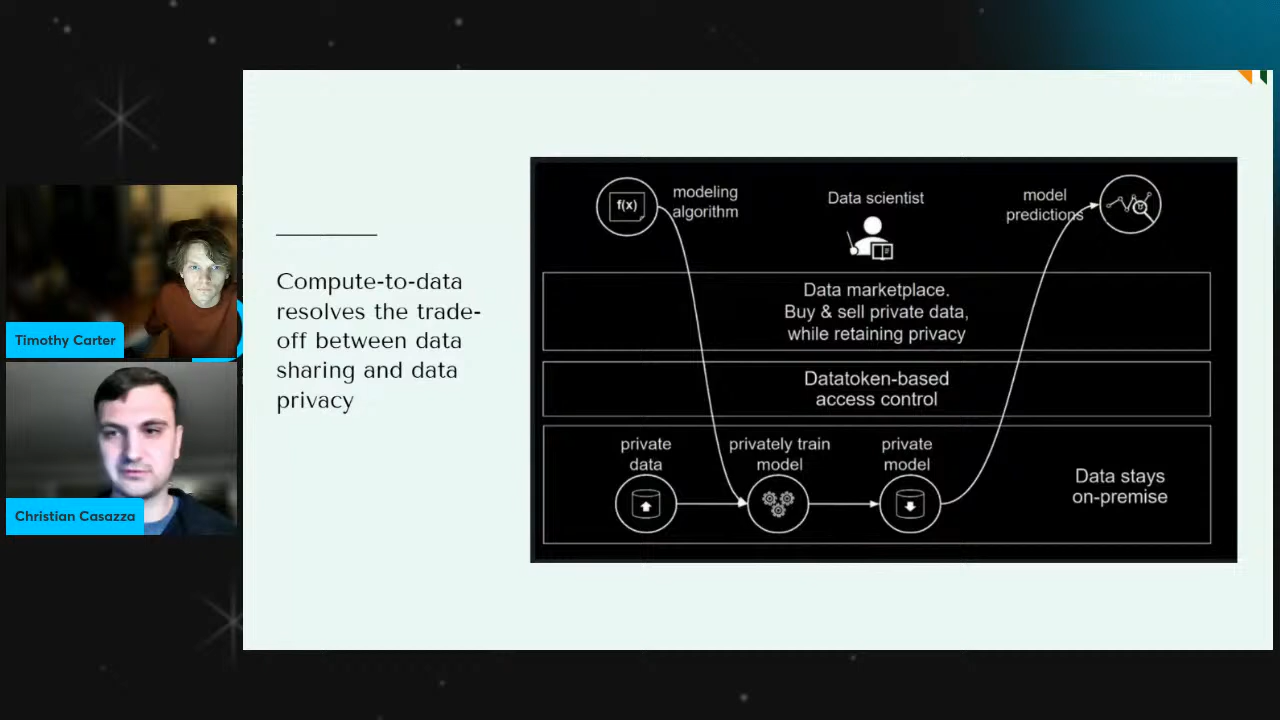 Timothy Carter
Christian Casazza
Compute-to-data
resolves the trade-
off between data
sharing and data
privacy
f(x)
modeling
algorithm
Data scientist
model
predictions
Data marketplace.
Buy & sell private data,
while retaining privacy
Datatoken-based
access control
private
data
privately train
model
private
model
Data stays
on-premise